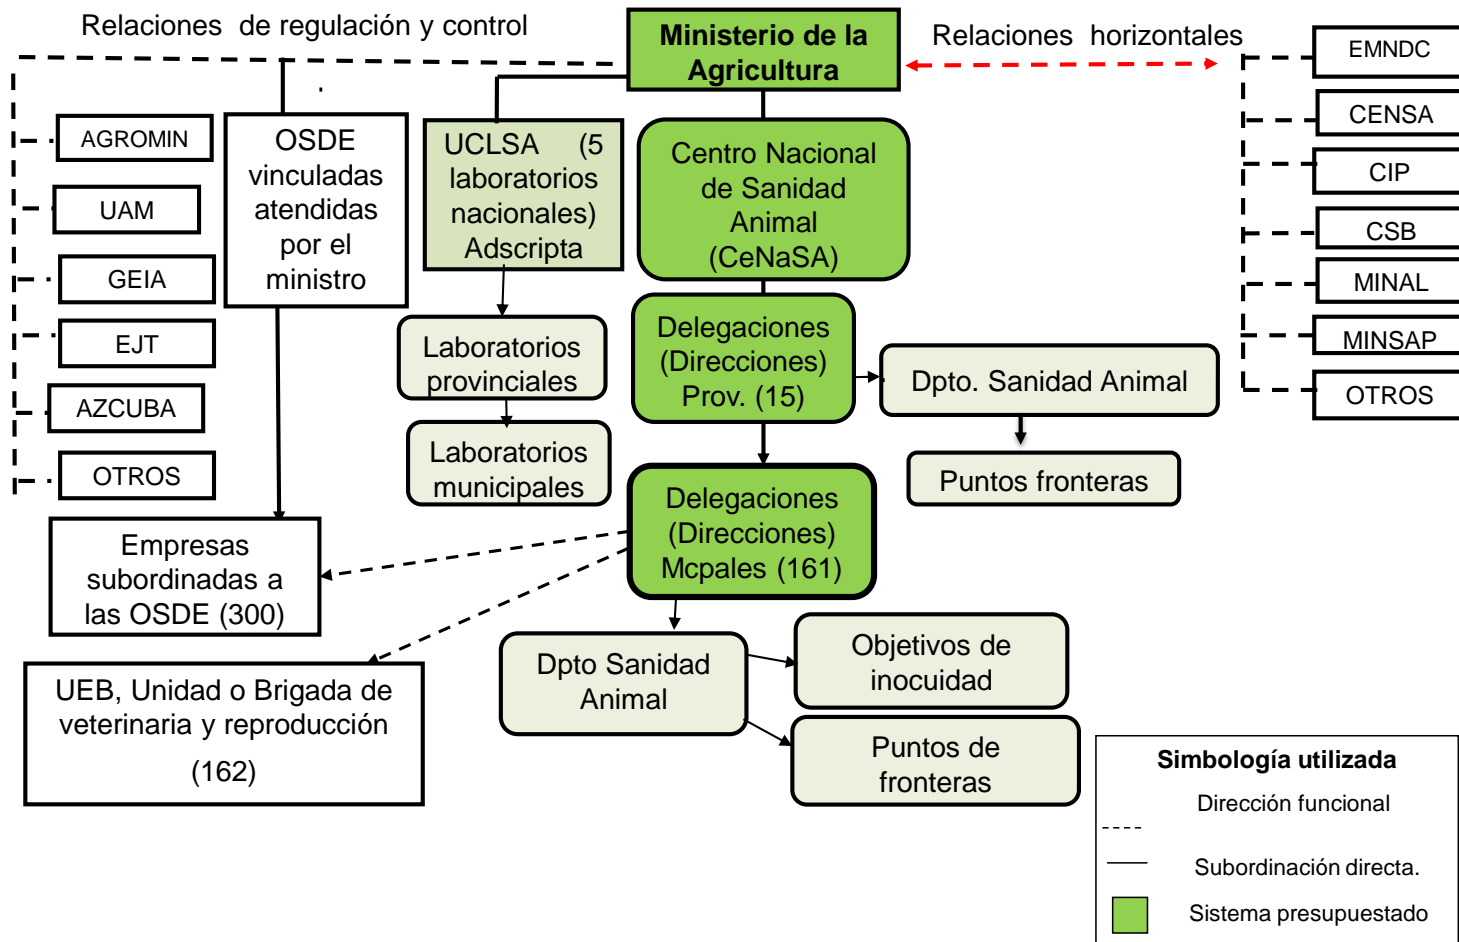 Relaciones de regulación y control
Ministerio de la
Agricultura
Relaciones horizontales
AGROMIN
UAM
GEIA
EJT
AZCUBA
OTROS
OSDE
vinculadas
atendidas
por el
ministro
UCLSA (5
laboratorios
nacionales)
Adscripta
Centro Nacional
de Sanidad
Animal
(CeNaSA)
EMNDC
CENSA
CIP
CSB
MINAL
MINSAP
OTROS
Laboratorios
provinciales
Laboratorios
municipales
Delegaciones
(Direcciones)
Prov. (15)
Dpto. Sanidad Animal
Puntos fronteras
Delegaciones
(Direcciones)
Mcpales (161)
Empresas
subordinadas a
las OSDE (300)
UEB, Unidad o Brigada de
veterinaria y reproducción
(162)
Dpto Sanidad
Animal
Objetivos de
inocuidad
Puntos de
fronteras
Simbología utilizada
Dirección funcional
Subordinación directa.
Sistema presupuestado